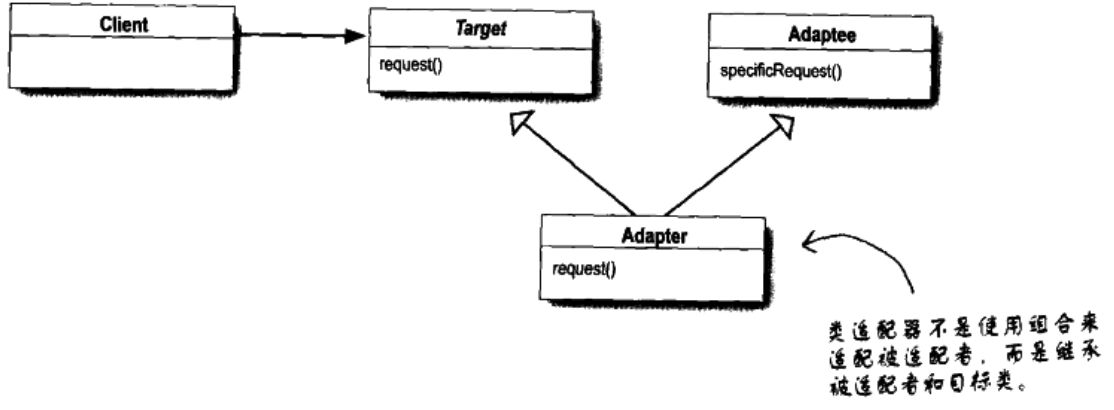 Client
Target
request()
Adaptee
specificRequest()
Adapter
request()
类适配器不是使用组合来
适配被适配者，而是继承
被适配者和目标类。